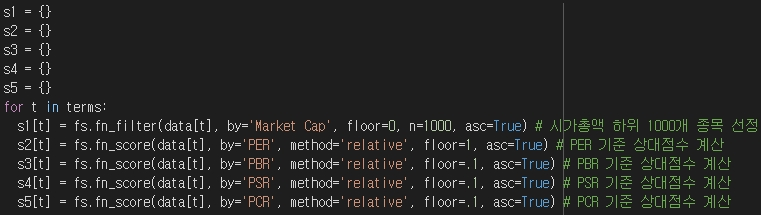 s1 = {}
s2 = {}
s3 = {}
s4 = {}
s5 = {}
for t in terms:
  s1[t] = fs.fn_filter(data[t], by='Market Cap', floor=0, n=1000, asc=True) # 시가총액 하위 1000개 종목 선정
  s2[t] = fs.fn_score(data[t], by='PER', method='relative', floor=1, asc=True) # PER 기준 상대점수 계산
  s3[t] = fs.fn_score(data[t], by='PBR', method='relative', floor=.1, asc=True) # PBR 기준 상대점수 계산
  s4[t] = fs.fn_score(data[t], by='PSR', method='relative', floor=.1, asc=True) # PSR 기준 상대점수 계산
  s5[t] = fs.fn_score(data[t], by='PCR', method='relative', floor=.1, asc=True) # PCR 기준 상대점수 계산